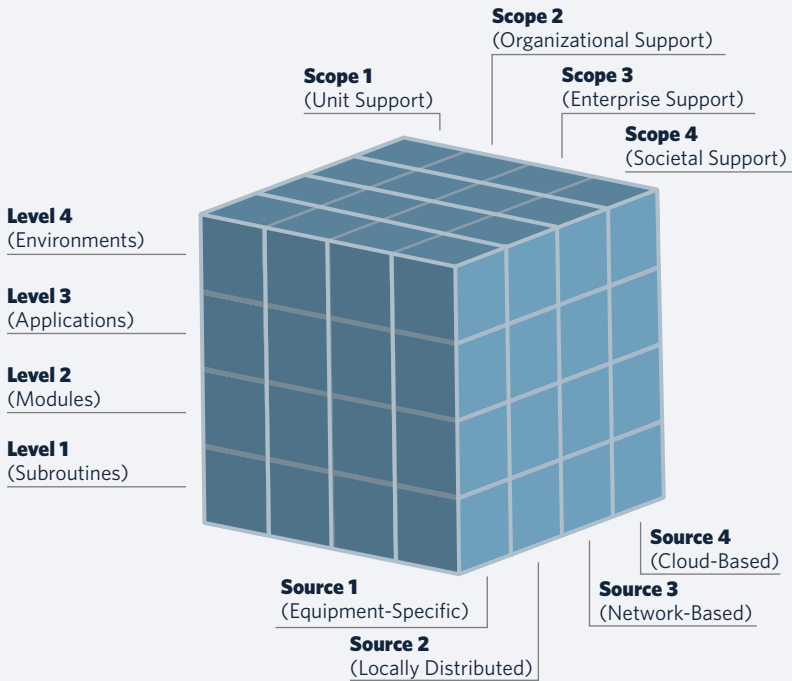 Scope 2
(Organizational Support)
Scope 1
(Unit Support)
Scope 3
(Enterprise Support)
Scope 4
(Societal Support)
Level 4
(Environments)
Level 3
(Applications)
Level 2
(Modules)
Level 1
(Subroutines)
Source 4
(Cloud-Based)
Source 1
(Equipment-Specific)
Source 3
(Network-Based)
Source 2
(Locally Distributed)